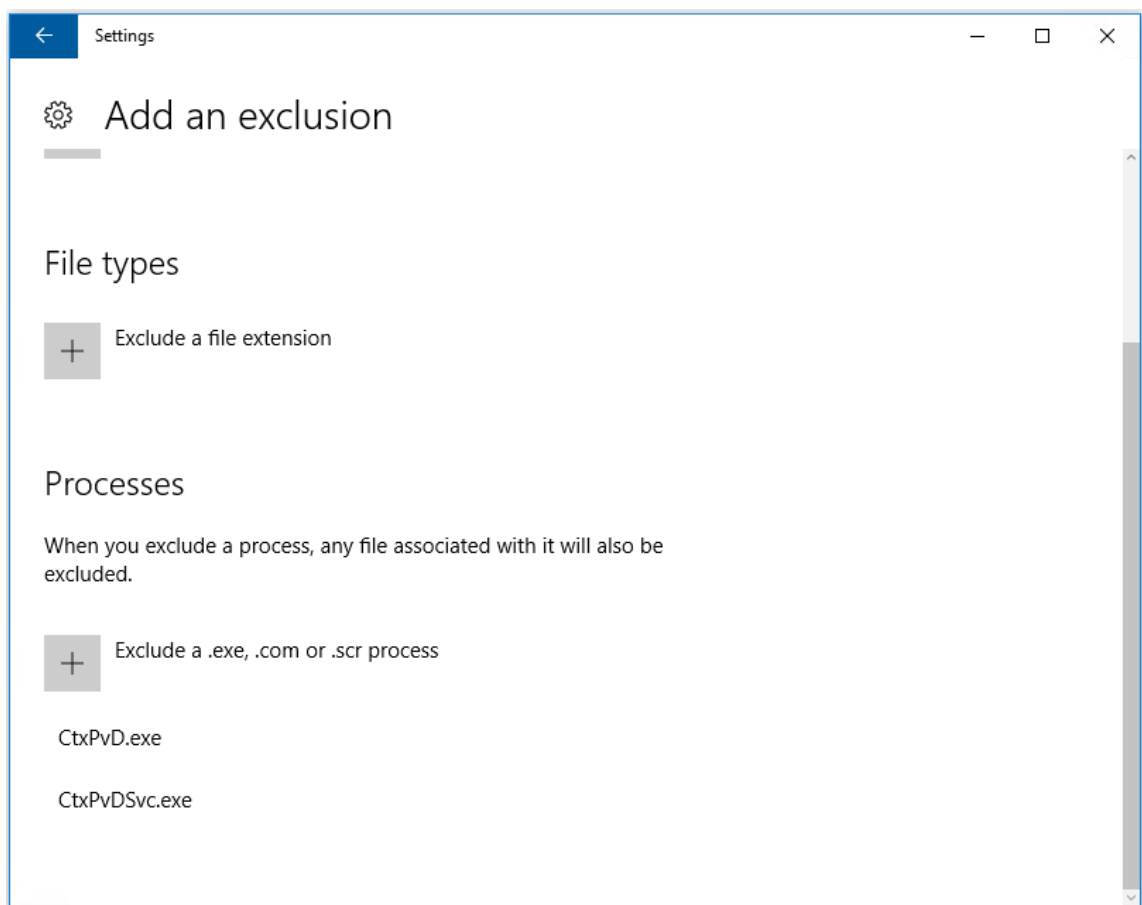 Settings
Add an exclusion
File types
Exclude a file extension
Processes
When you exclude a process, any file associated with it will also be
excluded.
Exclude a .exe, .com or .scr process
CtxPvD.exe
CtxPvDSvc.exe